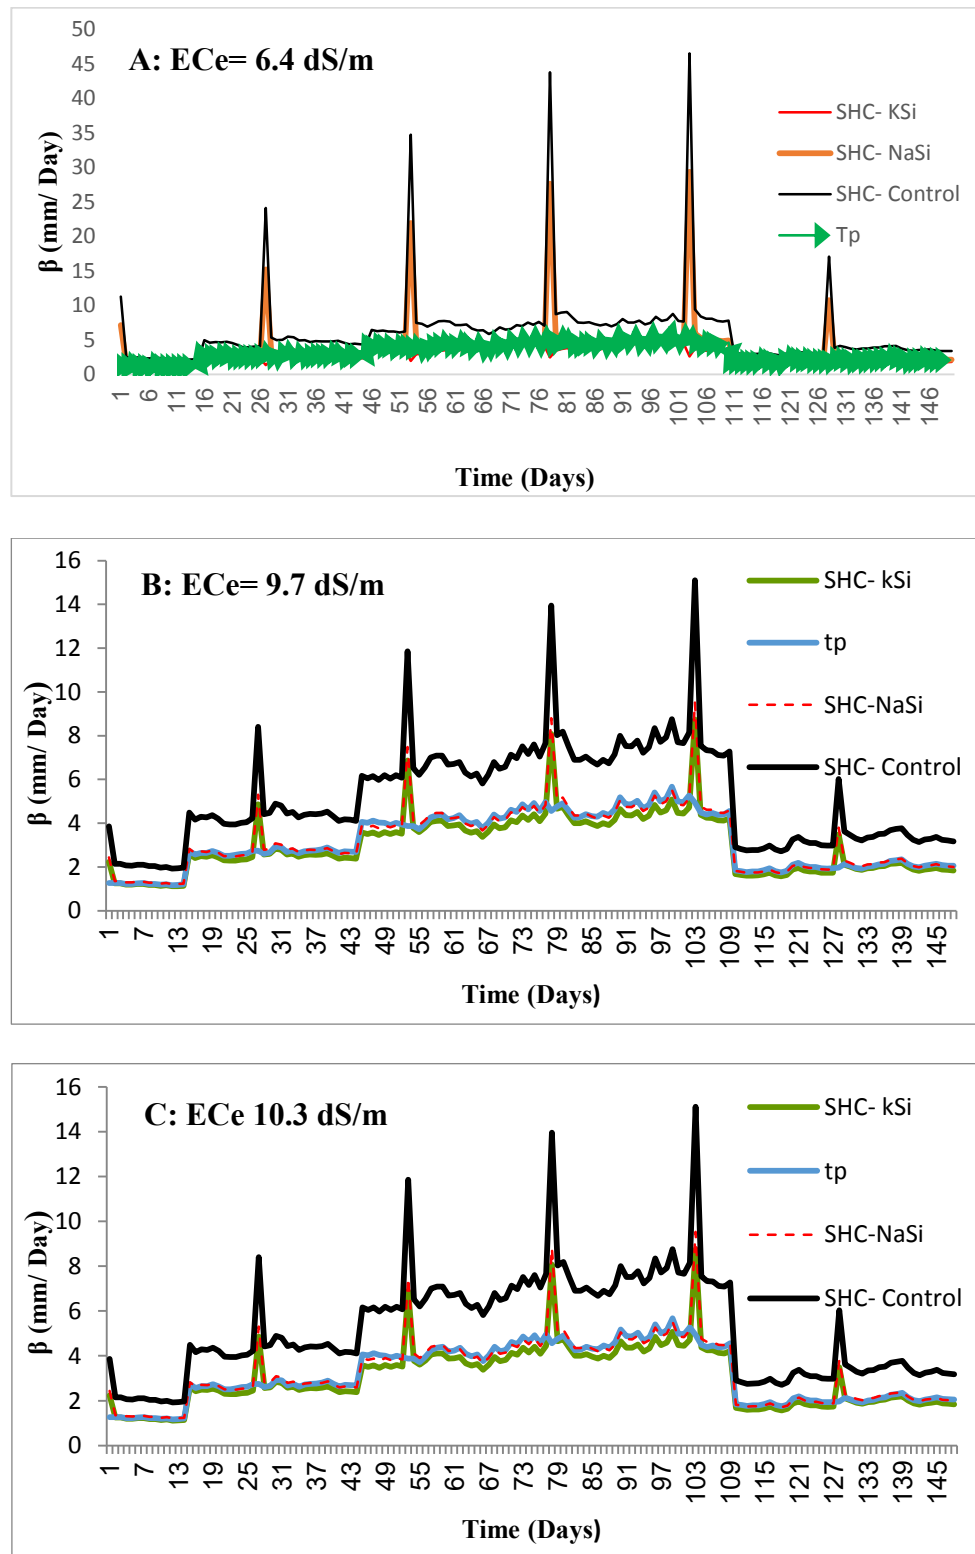 A: ECe= 6.4 dS/m
β (mm/ Day)
50
45
40
35
30
25
20
15
10
5
0
SHC- KSi
SHC- NaSi
SHC- Control
Tp
1 6 11 16 21 26 31 36 41 46 51 56 61 66 71 76 81 86 91 96 101 106 111 116 121 126 131 136 141 146
Time (Days)
B: ECe= 9.7 dS/m
β (mm/ Day)
16
14
12
10
8
6
4
2
0
SHC- kSi
tp
SHC-NaSi
SHC- Control
1 7 13 19 25 31 37 43 49 55 61 67 73 79 85 91 97 103 109 115 121 127 133 139 145
Time (Days)
C: ECe 10.3 dS/m
β (mm/ Day)
16
14
12
10
8
6
4
2
0
SHC- kSi
tp
SHC-NaSi
SHC- Control
1 7 13 19 25 31 37 43 49 55 61 67 73 79 85 91 97 103 109 115 121 127 133 139 145
Time (Days)